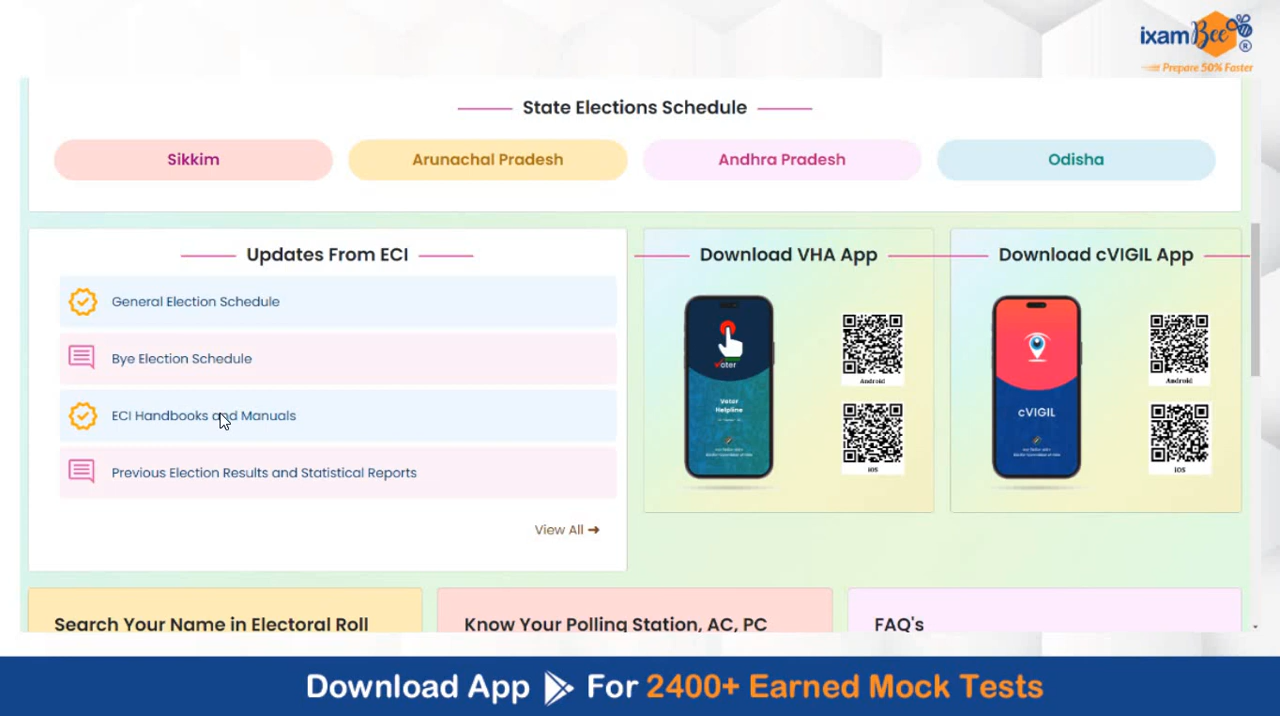 ixamBee
®
Prepare 50% Faster
State Elections Schedule
Sikkim
Arunachal Pradesh
Andhra Pradesh
Odisha
Updates From ECI
General Election Schedule
Bye Election Schedule
ECI Handbooks and Manuals
Previous Election Results and Statistical Reports
View All →
Download VHA App
Voter
Voter
Helpline
Android
iOS
Download cVIGIL App
cVIGIL
Android
iOS
Search Your Name in Electoral Roll
Know Your Polling Station, AC, PC
FAQ's
Download App For 2400+ Earned Mock Tests